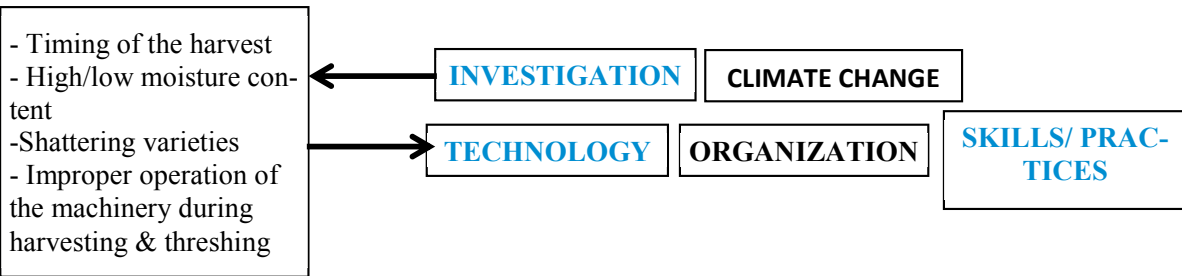 - Timing of the harvest
- High/low moisture con-
tent
-Shattering varieties
- Improper operation of
the machinery during
harvesting & threshing
INVESTIGATION
CLIMATE CHANGE
TECHNOLOGY
ORGANIZATION
SKILLS/ PRAC-
TICES